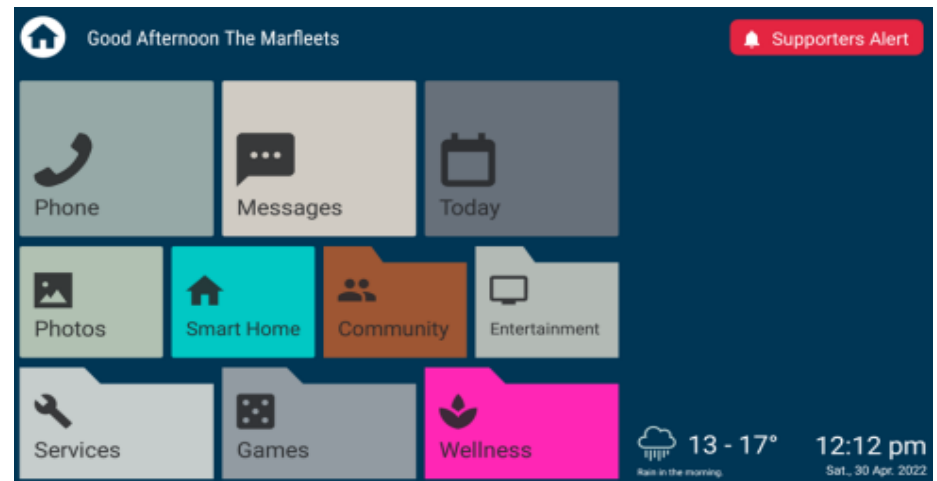 Good Afternoon The Marfleets
Supporters Alert
Phone
Messages
Today
Photos
Smart Home
Community
Entertainment
Services
Games
Wellness
13 - 17°
Rain in the morning.
12:12 pm
Sat., 30 Apr. 2022